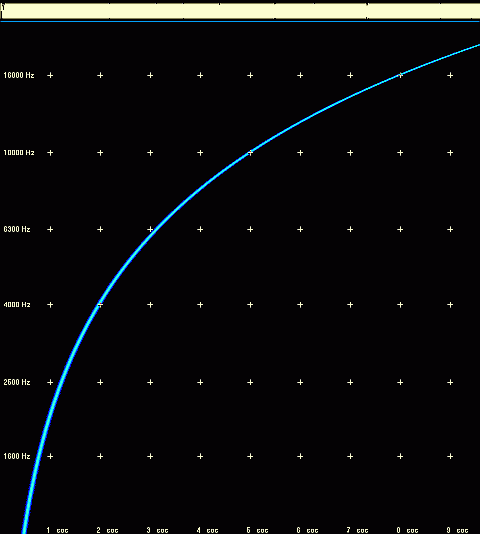 16000 Hz
10000 Hz
6300 Hz
4000 Hz
2500 Hz
1600 Hz
1 sec 2 sec 3 sec 4 sec 5 sec 6 sec 7 sec 8 sec 9 sec